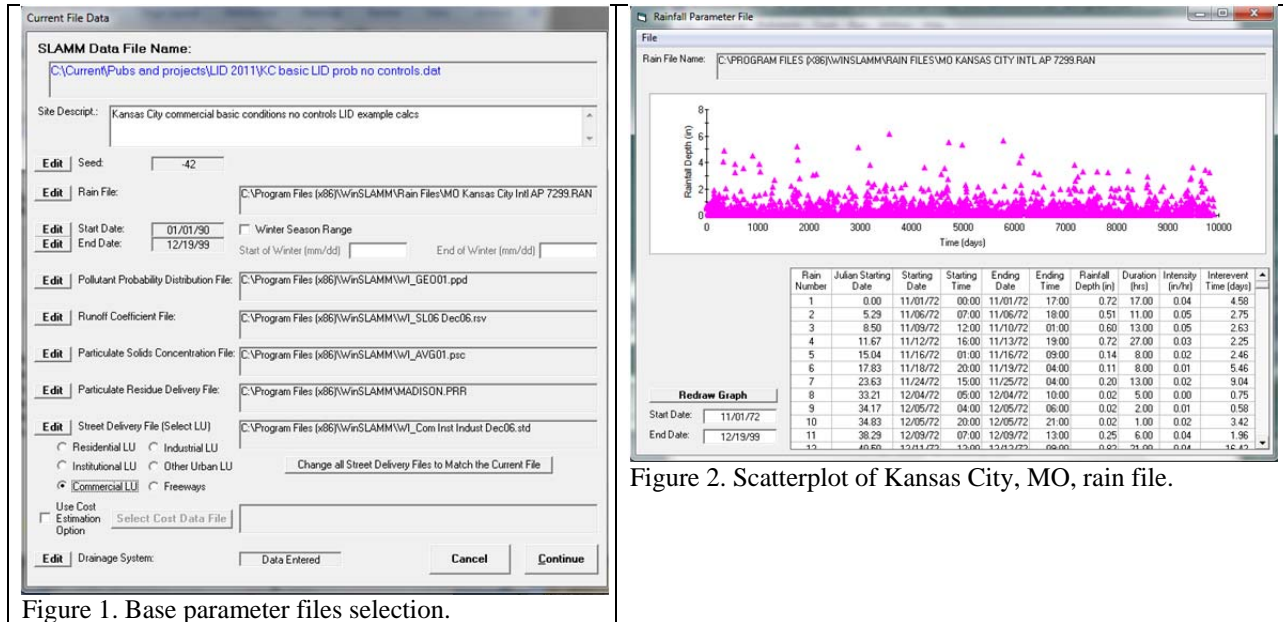 Current File Data
SLAMM Data File Name:
C:\Current\Pubs and projects\LID 2011\KC basic LID prob no controls.dat
Site Descript.: Kansas City commercial basic conditions no controls LID example calcs
Edit Seed: -42
Edit Rain File: C:\Program Files (x86)\WinSLAMM\Rain Files\MO Kansas City Intl AP 7299.RAN
Edit Start Date: 01/01/90 Winter Season Range
Edit End Date: 12/19/99 Start of Winter (mm/dd) End of Winter (mm/dd)
Edit Pollutant Probability Distribution File: C:\Program Files (x86)\WinSLAMM\WI_GEO01.ppd
Edit Runoff Coefficient File: C:\Program Files (x86)\WinSLAMM\WI_SL06 Dec06.rsv
Edit Particulate Solids Concentration File: C:\Program Files (x86)\WinSLAMM\WI_AVG01.psc
Edit Particulate Residue Delivery File: C:\Program Files (x86)\WinSLAMM\MADISON.PRR
Edit Street Delivery File (Select LU) C:\Program Files (x86)\WinSLAMM\WI_Com Inst Indust Dec06.std
Residential LU Industrial LU
Institutional LU Other Urban LU Change all Street Delivery Files to Match the Current File
Commercial LU Freeways
Use Cost
Estimation Select Cost Data File
Option
Edit Drainage System: Data Entered Cancel Continue
Figure 1. Base parameter files selection.
Rainfall Parameter File
File
Rain File Name: C:\PROGRAM FILES (X86)\WINSLAMM\RAIN FILES\MO KANSAS CITY INTL AP 7299.RAN
Rainfall Depth (in)
8
6
4
2
0
0 1000 2000 3000 4000 5000 6000 7000 8000 9000 10000
Time (days)
Rain Julian Starting Starting Starting Ending Ending Rainfall Duration Intensity Interevent
Number Date Date Time Date Time Depth (in) (hrs) (in/hr) Time (days)
1 0.00 11/01/72 00:00 11/01/72 17:00 0.72 17.00 0.04 4.58
2 5.29 11/06/72 07:00 11/06/72 18:00 0.51 11.00 0.05 2.75
3 8.50 11/09/72 12:00 11/10/72 01:00 0.60 13.00 0.05 2.63
4 11.67 11/12/72 16:00 11/13/72 19:00 0.72 27.00 0.03 2.25
5 15.04 11/16/72 01:00 11/16/72 09:00 0.14 8.00 0.02 2.46
6 17.83 11/18/72 20:00 11/19/72 04:00 0.11 8.00 0.01 5.46
7 23.63 11/24/72 15:00 11/25/72 04:00 0.20 13.00 0.02 9.04
8 33.21 12/04/72 05:00 12/04/72 10:00 0.02 5.00 0.00 0.75
9 34.17 12/05/72 04:00 12/05/72 06:00 0.02 2.00 0.01 0.58
10 34.83 12/05/72 20:00 12/05/72 21:00 0.02 1.00 0.02 3.42
11 38.29 12/09/72 07:00 12/09/72 13:00 0.25 6.00 0.04 1.96
Redraw Graph
Start Date: 11/01/72
End Date: 12/19/99
Figure 2. Scatterplot of Kansas City, MO, rain file.